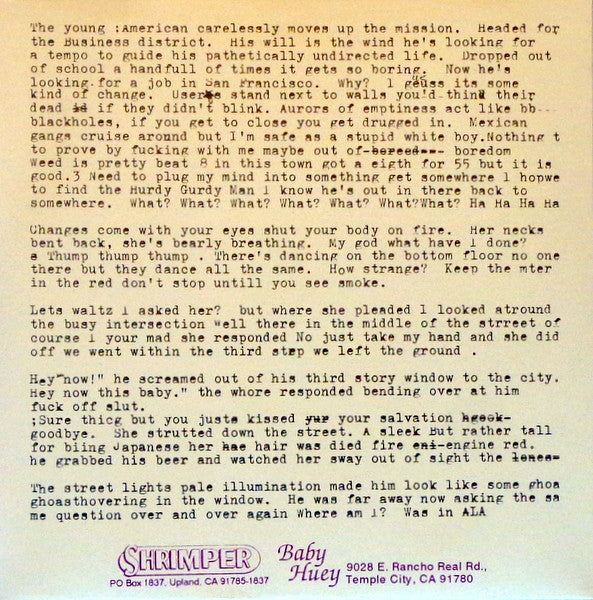 The young ;American carelessly moves up the mission. Headed for
the Business district. His will is the wind he's looking for
a tempo to guide his pathetically undirected life. Dropped out
of school a handfull of times it gets so boring. Now he's
looking for a job in San Francisco. Why? I geuss its some
kind of change. Users stand next to walls you'd think their
dead id if they didn't blink. Aurors of emptiness act like bb
blackholes, if you get to close you get drugged in. Mexican
gangs cruise around but I'm safe as a stupid white boy.Nothing t
to prove by fucking with me maybe out of boredom
Weed is pretty beat 8 in this town got a eigth for 55 but it is
good.3 Need to plug my mind into something get somewhere I hopwe
to find the Hurdy Gurdy Man I know he's out in there back to
somewhere. What? What? What? What? What? What?What? Ha Ha Ha Ha
Changes come with your eyes shut your body on fire. Her necks
bent back, she's bearly breathing. My god what have I done?
s Thump thump thump . There's dancing on the bottom floor no one
there but they dance all the same. How strange? Keep the mter
in the red don't stop untill you see smoke.
Lets waltz I asked her? but where she pleaded I looked atround
the busy intersection well there in the middle of the strreet of
course I your mad she responded No just take my hand and she did
off we went within the third step we left the ground .
Hey now!" he screamed out of his third story window to the city.
Hey now this baby." the whore responded bending over at him
fuck off slut.
;Sure thicg but you justs kissed yur your salvation
goodbye. She strutted down the street. A sleek But rather tall
for biing Japanese her hae hair was died fire eni-engine red.
he grabbed his beer and watched her sway out of sight the lones-
The street lights pale illumination made him look like some ghoa
ghoasthovering in the window. He was far away now asking the sa
me question over and over again Where am I? Was in ALA
SHRIMPER
PO Box 1837, Upland, CA 91785-1837
Baby
Huey
9028 E. Rancho Real Rd.,
Temple City, CA 91780